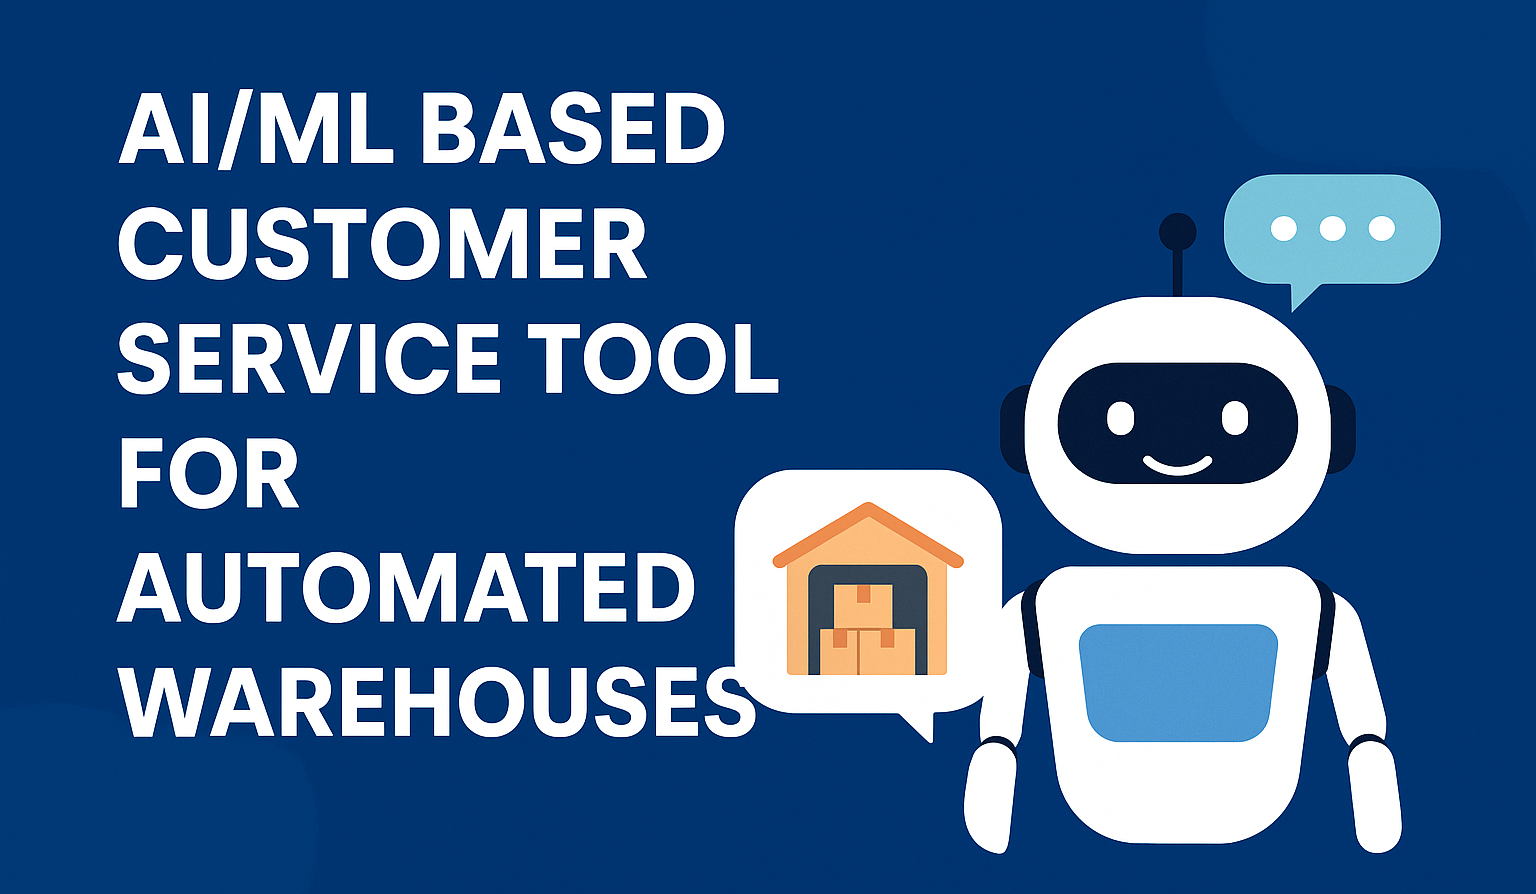 AI/ML BASED
CUSTOMER
SERVICE TOOL
FOR
AUTOMATED
WAREHOUSES